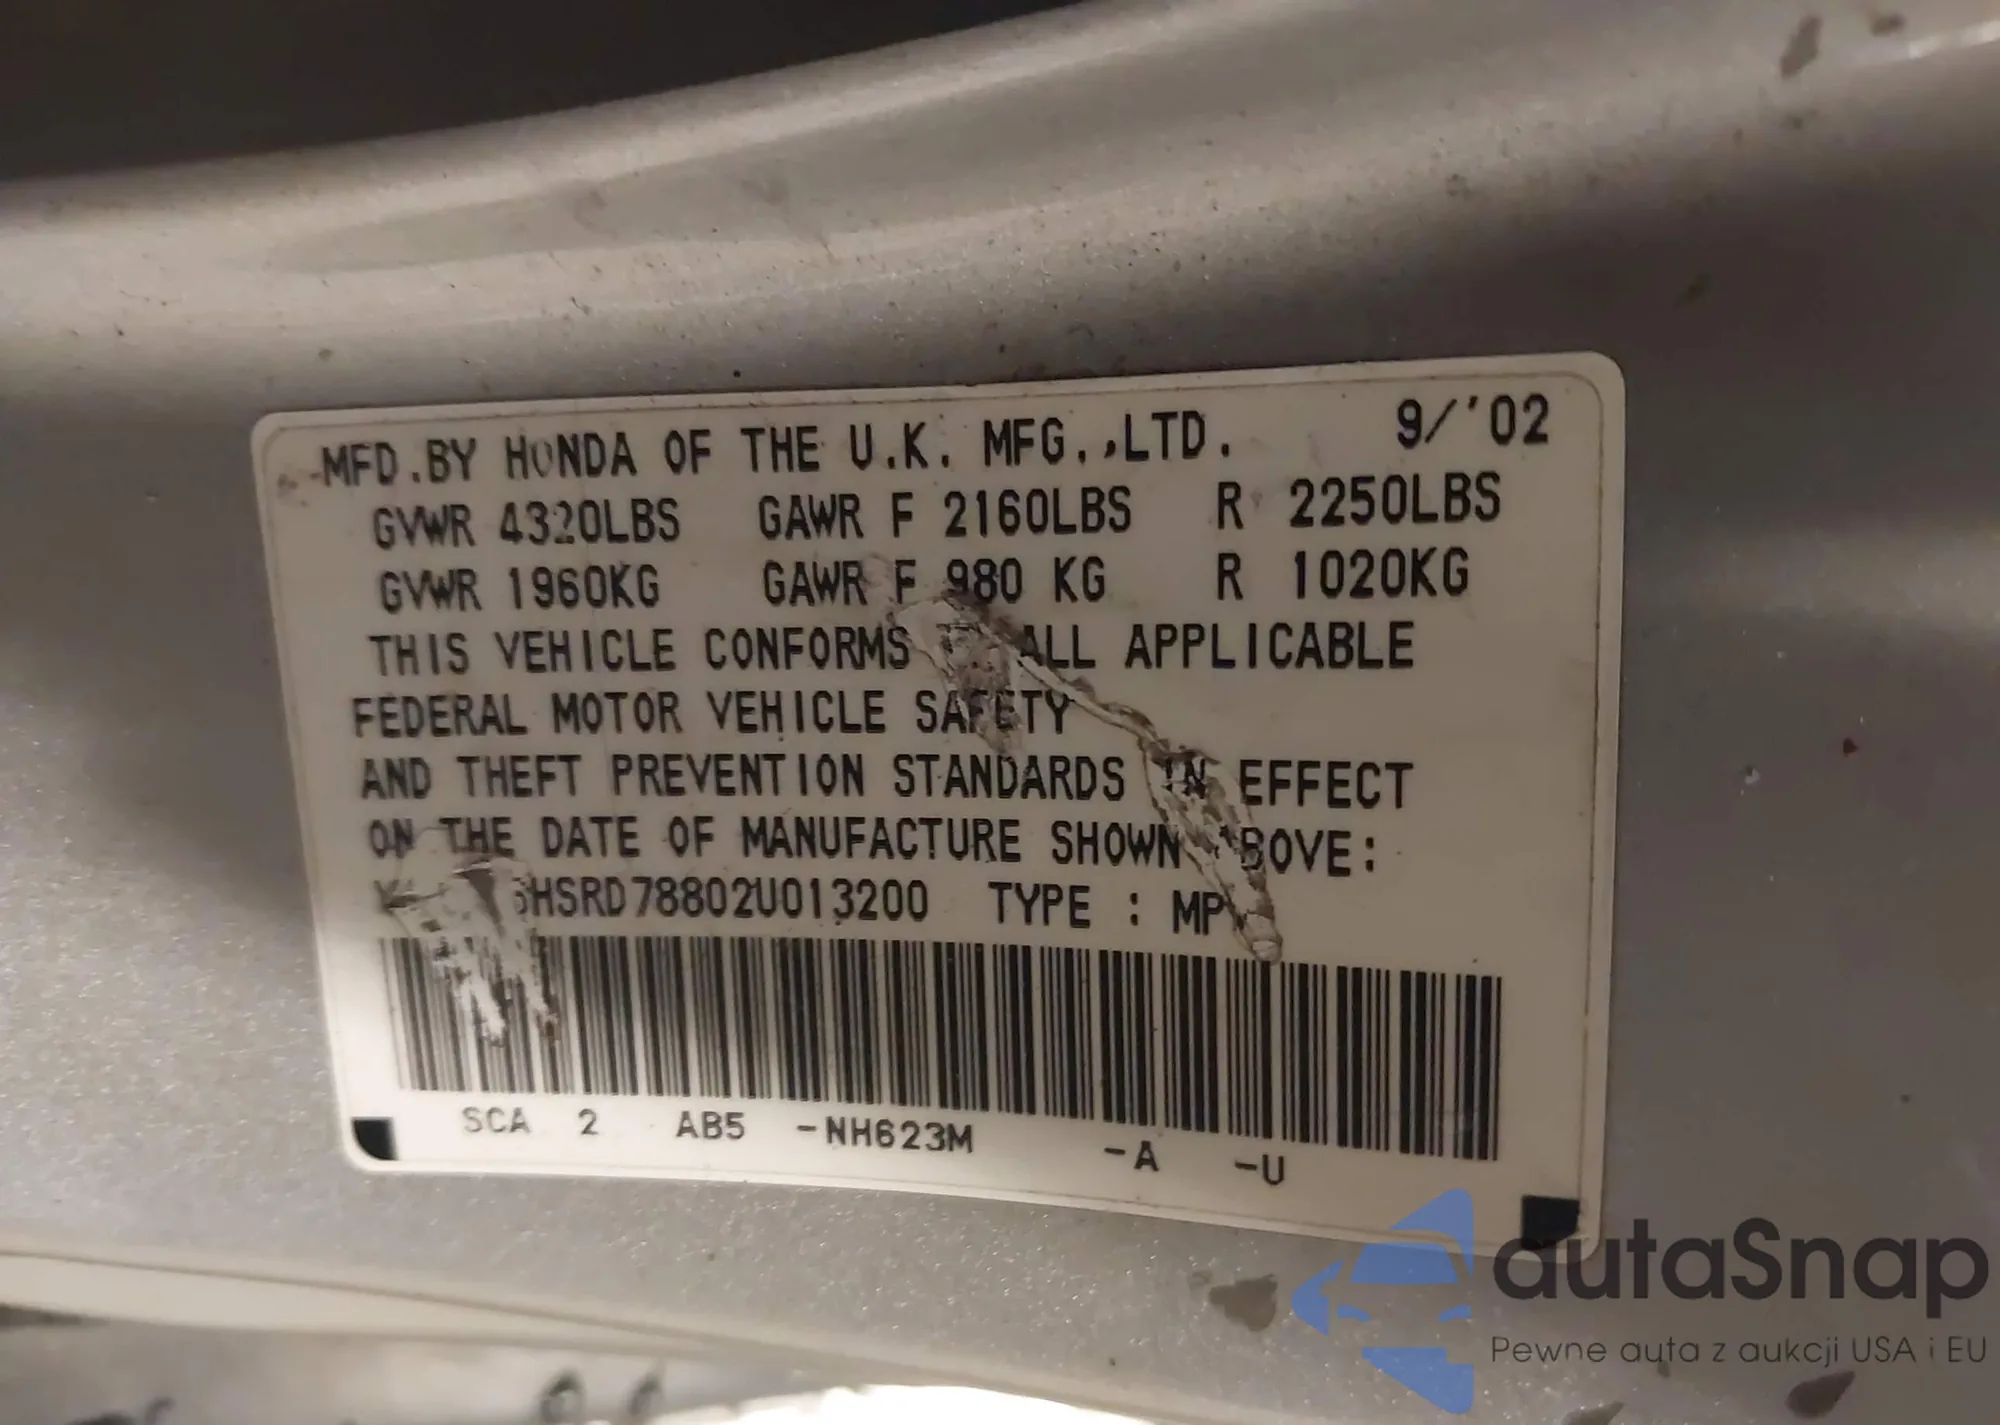 MFD.BY HONDA OF THE U.K. MFG.,LTD. 9/'02
GVWR 4320LBS GAWR F 2160LBS R 2250LBS
GVWR 1960KG GAWR F 980 KG R 1020KG
THIS VEHICLE CONFORMS ALL APPLICABLE
FEDERAL MOTOR VEHICLE SAFETY
AND THEFT PREVENTION STANDARDS IN EFFECT
ON THE DATE OF MANUFACTURE SHOWN ABOVE:
HSRD78802U013200 TYPE : MP
SCA 2 AB5 -NH623M -A -U
autaSnap
Pewne auta z aukcji USA i EU